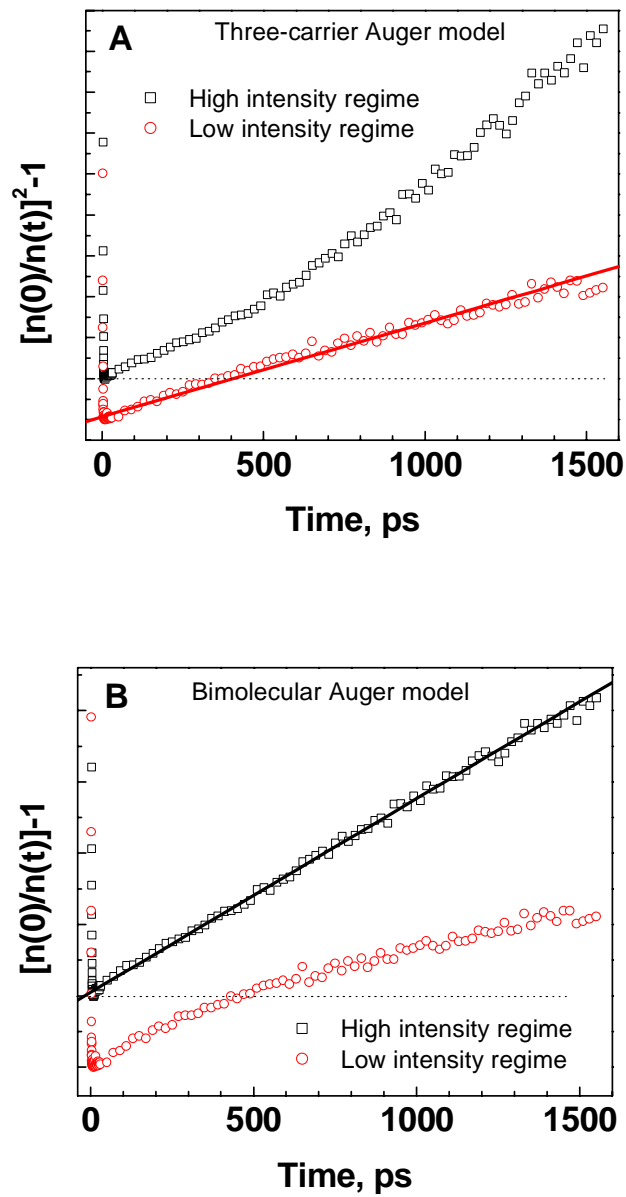 A
Three-carrier Auger model
High intensity regime
Low intensity regime
[n(0)/n(t)]²-1
0 500 1000 1500
Time, ps
B
Bimolecular Auger model
[n(0)/n(t)]-1
High intensity regime
Low intensity regime
0 500 1000 1500
Time, ps